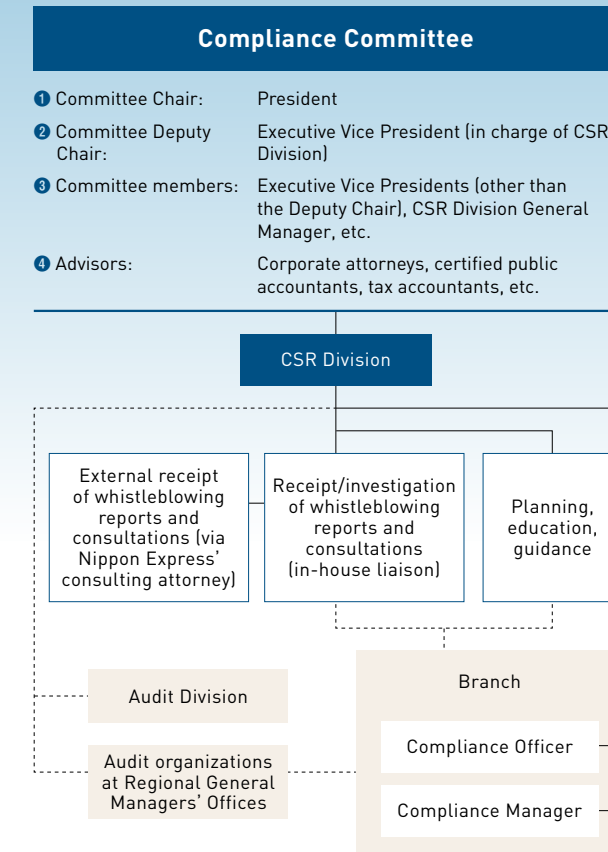 Compliance Committee
❶ Committee Chair: President
❷ Committee Deputy Chair: Executive Vice President (in charge of CSR
Division)
❸ Committee members: Executive Vice Presidents (other than
the Deputy Chair), CSR Division General
Manager, etc.
❹ Advisors: Corporate attorneys, certified public
accountants, tax accountants, etc.
CSR Division
External receipt
of whistleblowing
reports and
consultations (via
Nippon Express’
consulting attorney)
Receipt/investigation
of whistleblowing
reports and
consultations
(in-house liaison)
Planning,
education,
guidance
Audit Division
Audit organizations
at Regional General
Managers’ Offices
Branch
Compliance Officer
Compliance Manager